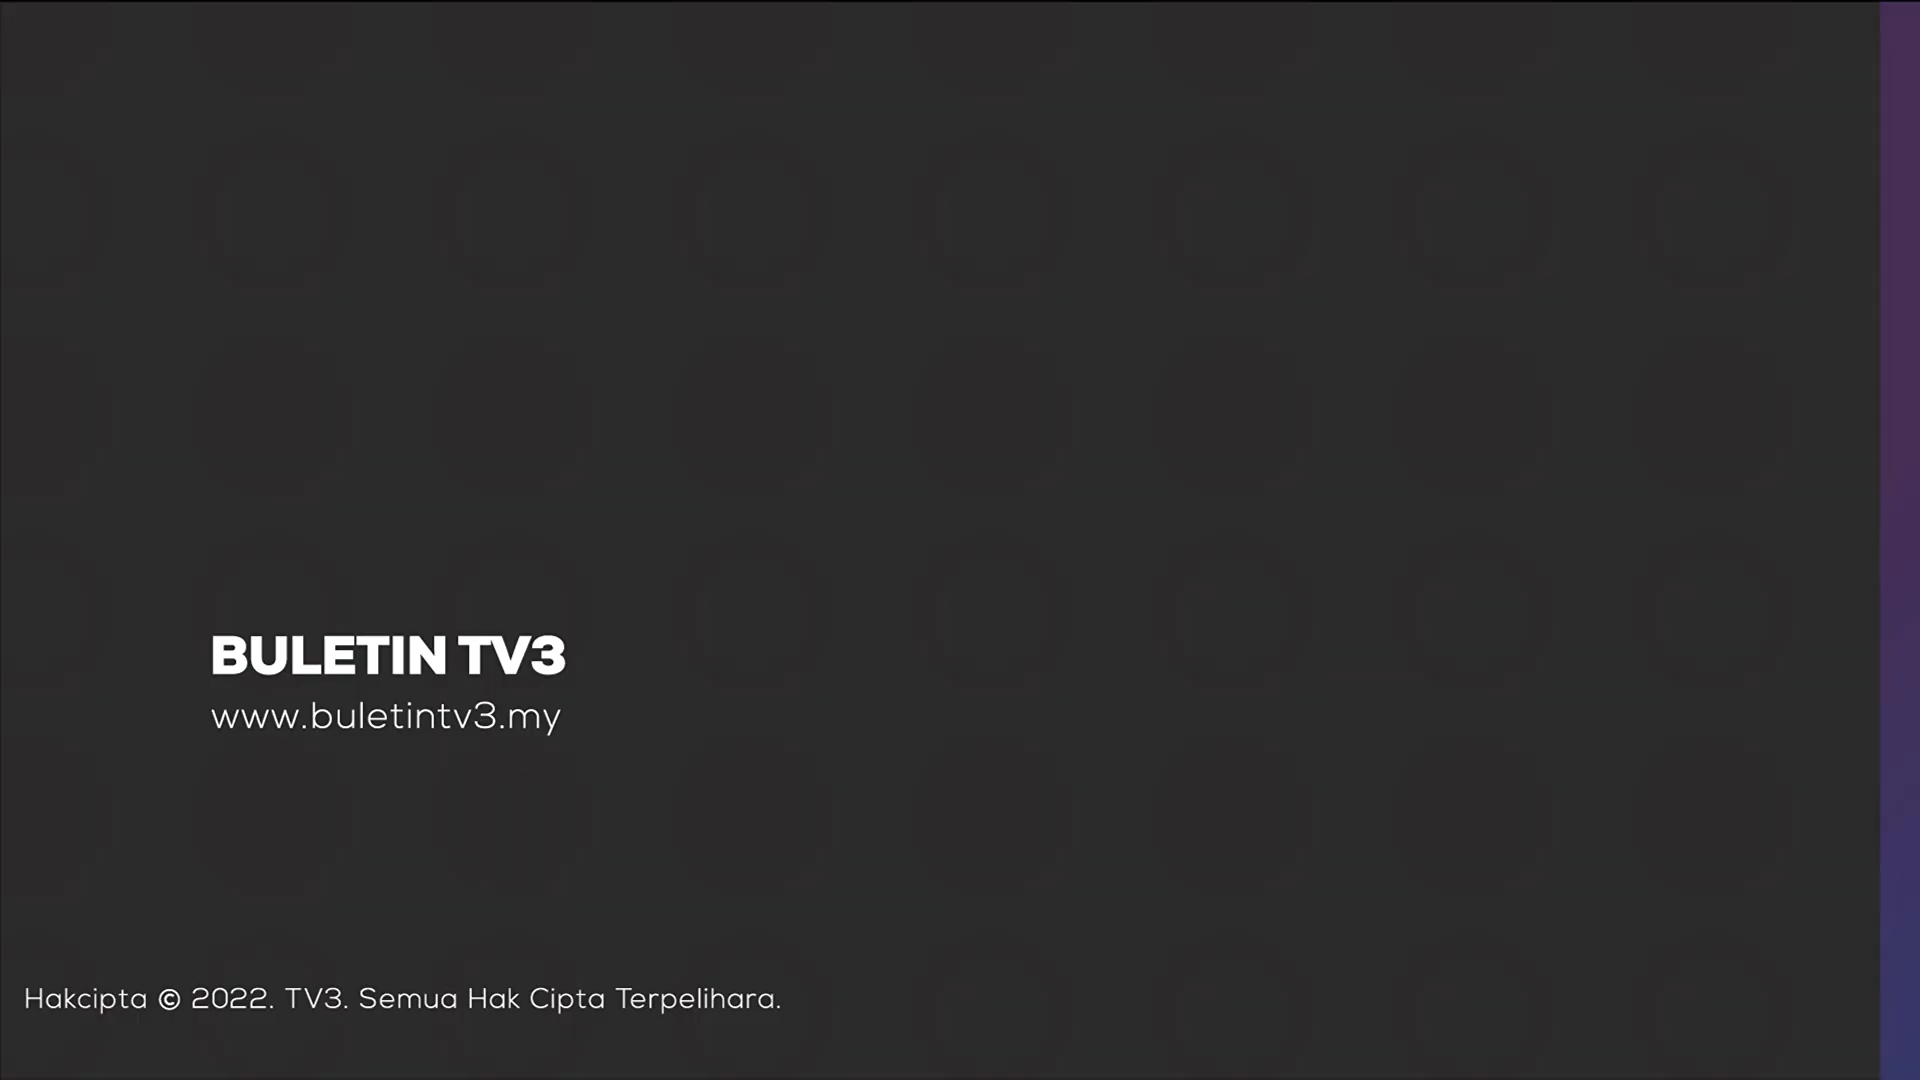 BULETIN TV3
www.buletintv3.my
Hakcipta © 2022. TV3. Semua Hak Cipta Terpelihara.